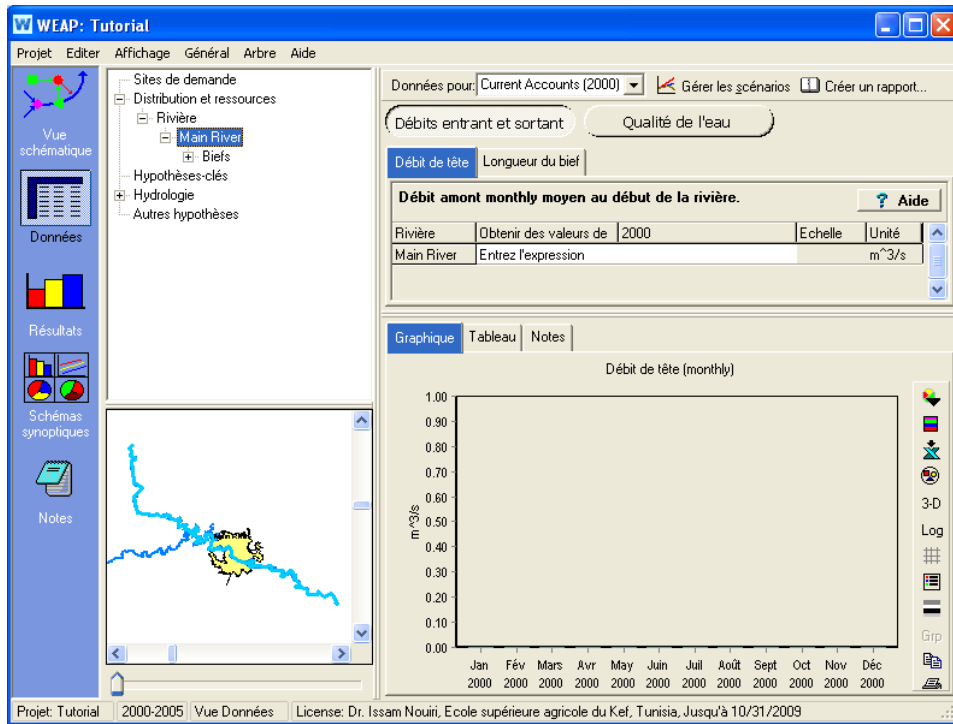 WEAP: Tutorial
Projet Editer Affichage Général Arbre Aide
Vue schématique
Données
Résultats
Schémas synoptiques
Notes
Sites de demande
Distribution et ressources
Rivière
Main River
Biefs
Hypothèses-clés
Hydrologie
Autres hypothèses
Données pour: Current Accounts (2000) Gérer les scénarios Créer un rapport...
Débits entrant et sortant Qualité de l'eau
Débit de tête Longueur du bief
Débit amont monthly moyen au début de la rivière. ? Aide
Rivière Obtenir des valeurs de 2000 Echelle Unité
Main River Entrez l'expression m^3/s
Graphique Tableau Notes
Débit de tête (monthly)
1.00
0.90
0.80
0.70
0.60
0.50
0.40
0.30
0.20
0.10
0.00
m^3/s
Jan Fév Mars Avr May Juin Juil Août Sept Oct Nov Déc
2000 2000 2000 2000 2000 2000 2000 2000 2000 2000 2000 2000
3-D
Log
Grp
Projet: Tutorial 2000-2005 Vue Données License: Dr. Issam Nouiri, Ecole supérieure agricole du Kef, Tunisia, Jusqu'à 10/31/2009